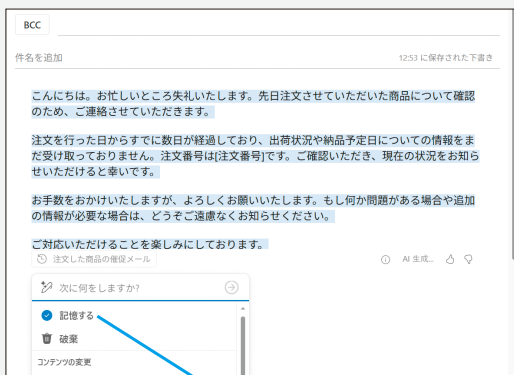 BCC
件名を追加
12:53 に保存された下書き
こんにちは。お忙しいところ失礼いたします。先日注文させていただいた商品について確認
のため、ご連絡させていただきます。
注文を行った日からすでに数日が経過しており、出荷状況や納品予定日についての情報をま
だ受け取っておりません。注文番号は[注文番号]です。ご確認いただき、現在の状況をお知ら
せいただけると幸いです。
お手数をおかけいたしますが、よろしくお願いいたします。もし何か問題がある場合や追加
の情報が必要な場合は、どうぞご遠慮なくお知らせください。
ご対応いただけることを楽しみにしております。
注文した商品の催促メール
AI 生成...
次に何をしますか?
記憶する
破棄
コンテンツの変更